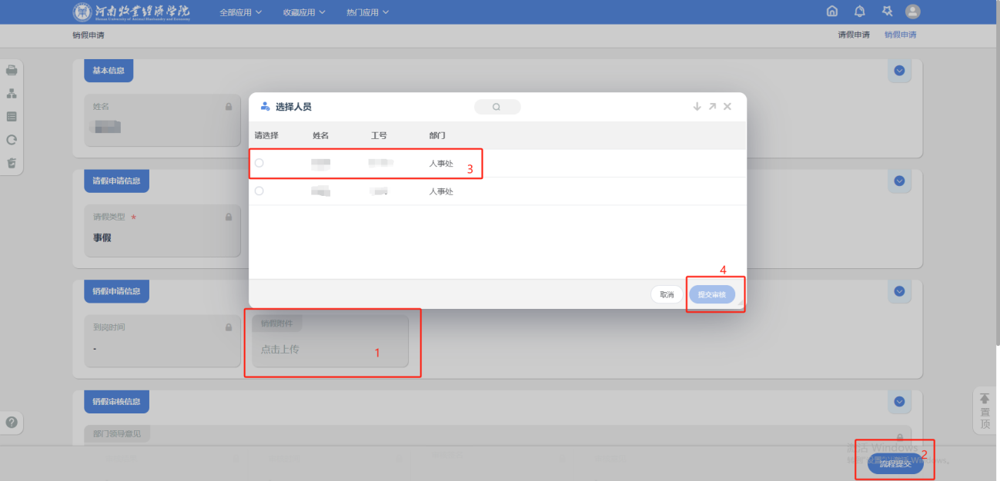 河南牧业经济学院
Henan University of Animal Husbandry and Economy
全部应用
收藏应用
热门应用
销假申请
请假申请
销假申请
基本信息
姓名
选择人员
请选择
姓名
工号
部门
人事处
3
人事处
请假申请信息
请假类型 *
事假
4
取消
提交审核
销假申请信息
到岗时间
-
销假附件
点击上传
1
销假审核信息
部门领导意见
置
顶
激活 Windows
2
流程提交